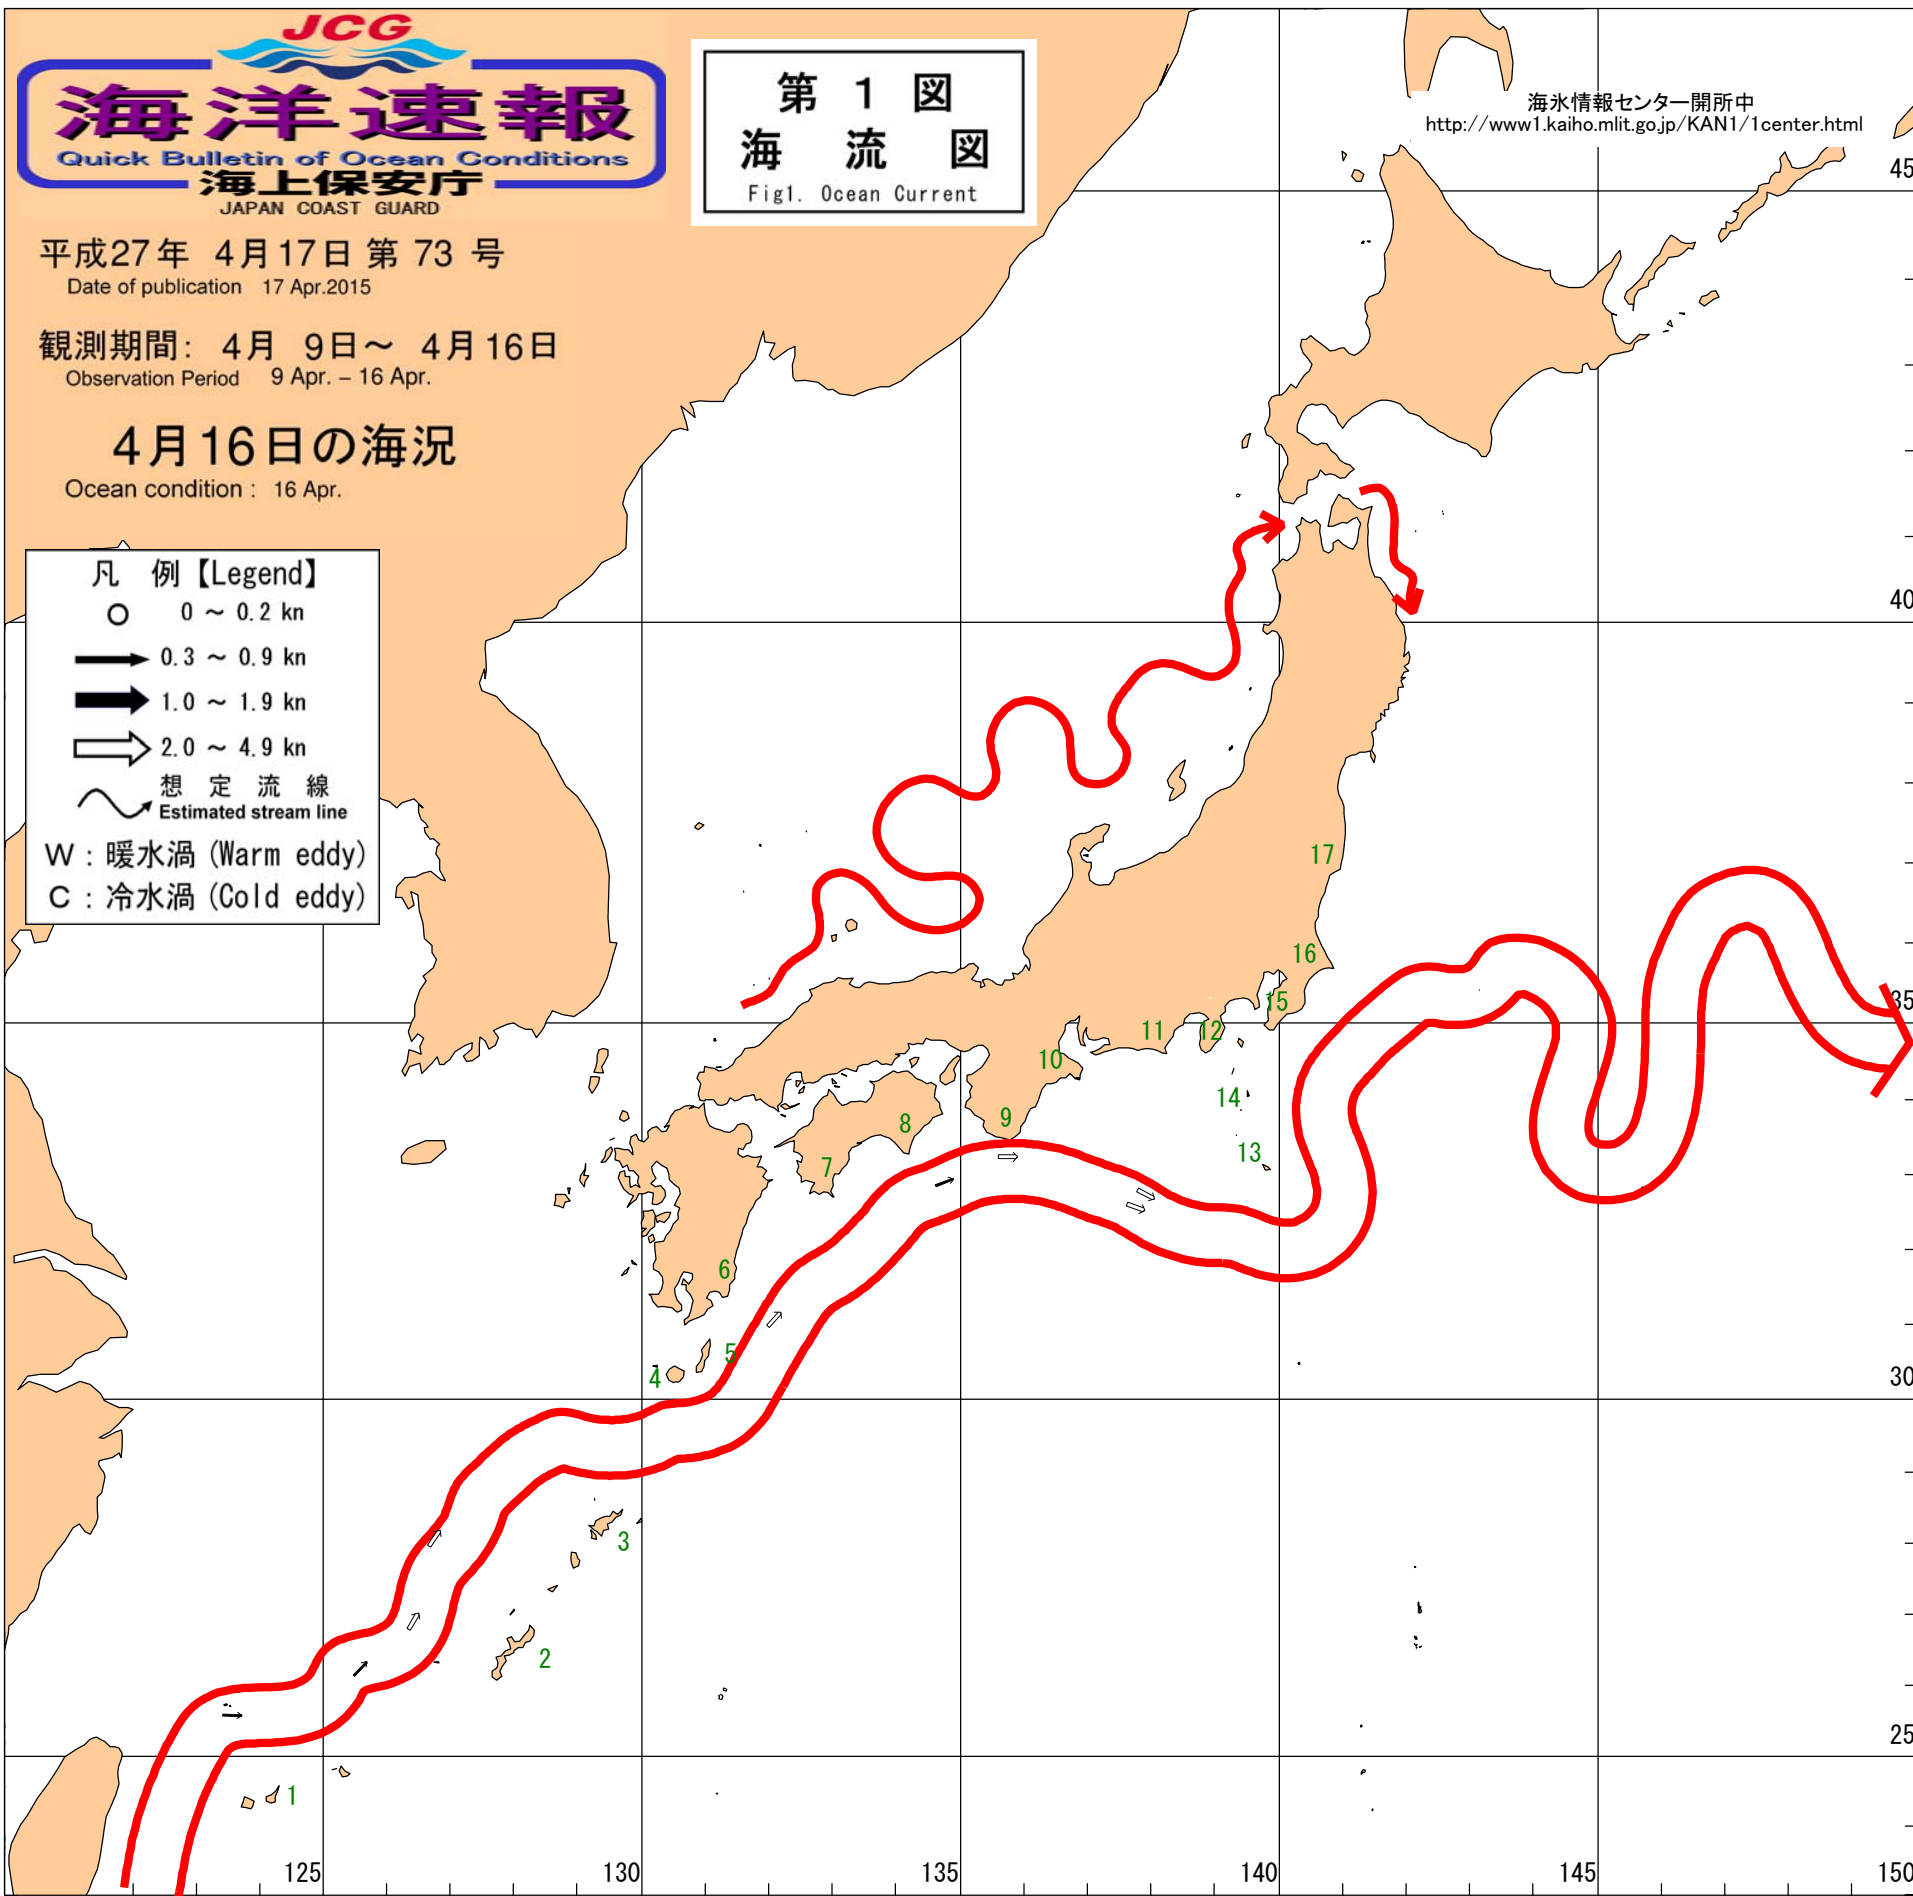 JCG
海洋速報
Quick Bulletin of Ocean Conditions
海上保安庁
JAPAN COAST GUARD
平成27年 4月17日 第 73 号
Date of publication 17 Apr.2015
観測期間: 4月 9日～ 4月16日
Observation Period 9 Apr. – 16 Apr.
4月16日の海況
Ocean condition : 16 Apr.
第 1 図
海 流 図
Fig1. Ocean Current
海氷情報センター開所中
http://www1.kaiho.mlit.go.jp/KAN1/1center.html
凡 例【Legend】
0 ～ 0.2 kn
0.3 ～ 0.9 kn
1.0 ～ 1.9 kn
2.0 ～ 4.9 kn
想 定 流 線
Estimated stream line
W : 暖水渦 (Warm eddy)
C : 冷水渦 (Cold eddy)
45
40
35
30
25
17
16
15
12
11
10
14
9
8
13
7
6
5
4
3
2
1
125
130
135
140
145
150